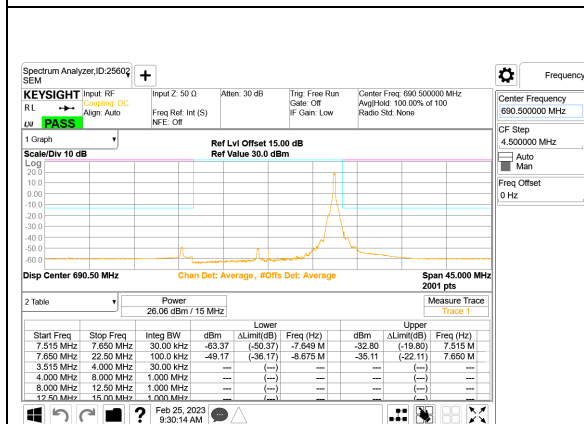 Spectrum Analyzer,ID:25602
SEM
Frequency
KEYSIGHT
RL
LXI PASS
Input: RF
Coupling: DC
Align: Auto
Input Z: 50 Ω
Freq Ref: Int (S)
NFE: Off
Atten: 30 dB
Trig: Free Run
Gate: Off
IF Gain: Low
Center Freq: 690.500000 MHz
Avg|Hold: 100.00% of 100
Radio Std: None
Center Frequency
690.500000 MHz
CF Step
4.500000 MHz
Auto
Man
Freq Offset
0 Hz
1 Graph
Scale/Div 10 dB
Ref Lvl Offset 15.00 dB
Ref Value 30.0 dBm
Log
20.0
10.0
0.00
-10.0
-20.0
-30.0
-40.0
-50.0
-60.0
Disp Center 690.50 MHz
Chan Det: Average, #Offs Det: Average
Span 45.000 MHz
2001 pts
2 Table
Power
26.06 dBm / 15 MHz
Measure Trace
Trace 1
Lower Upper
Start Freq Stop Freq Integ BW dBm ΔLimit(dB) Freq (Hz) dBm ΔLimit(dB) Freq (Hz)
7.515 MHz 7.650 MHz 30.00 kHz -63.37 (-50.37) -7.649 M -32.80 (-19.80) 7.515 M
7.650 MHz 22.50 MHz 100.0 kHz -49.17 (-36.17) -8.675 M -35.11 (-22.11) 7.650 M
3.515 MHz 4.000 MHz 30.00 kHz --- (---) --- --- (---) ---
4.000 MHz 8.000 MHz 1.000 MHz --- (---) --- --- (---) ---
8.000 MHz 12.50 MHz 1.000 MHz --- (---) --- --- (---) ---
12.50 MHz 15.00 MHz 1.000 MHz --- (---) --- --- (---) ---
?
Feb 25, 2023
9:30:14 AM